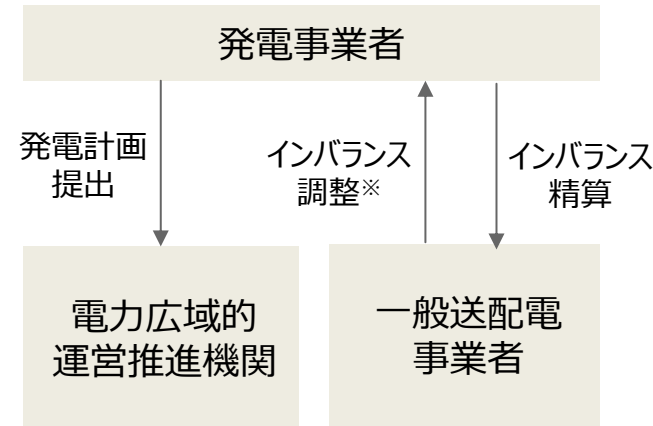 発電事業者
発電計画
提出
インバランス
調整※
インバランス
精算
電力広域的
運営推進機関
一般送配電
事業者